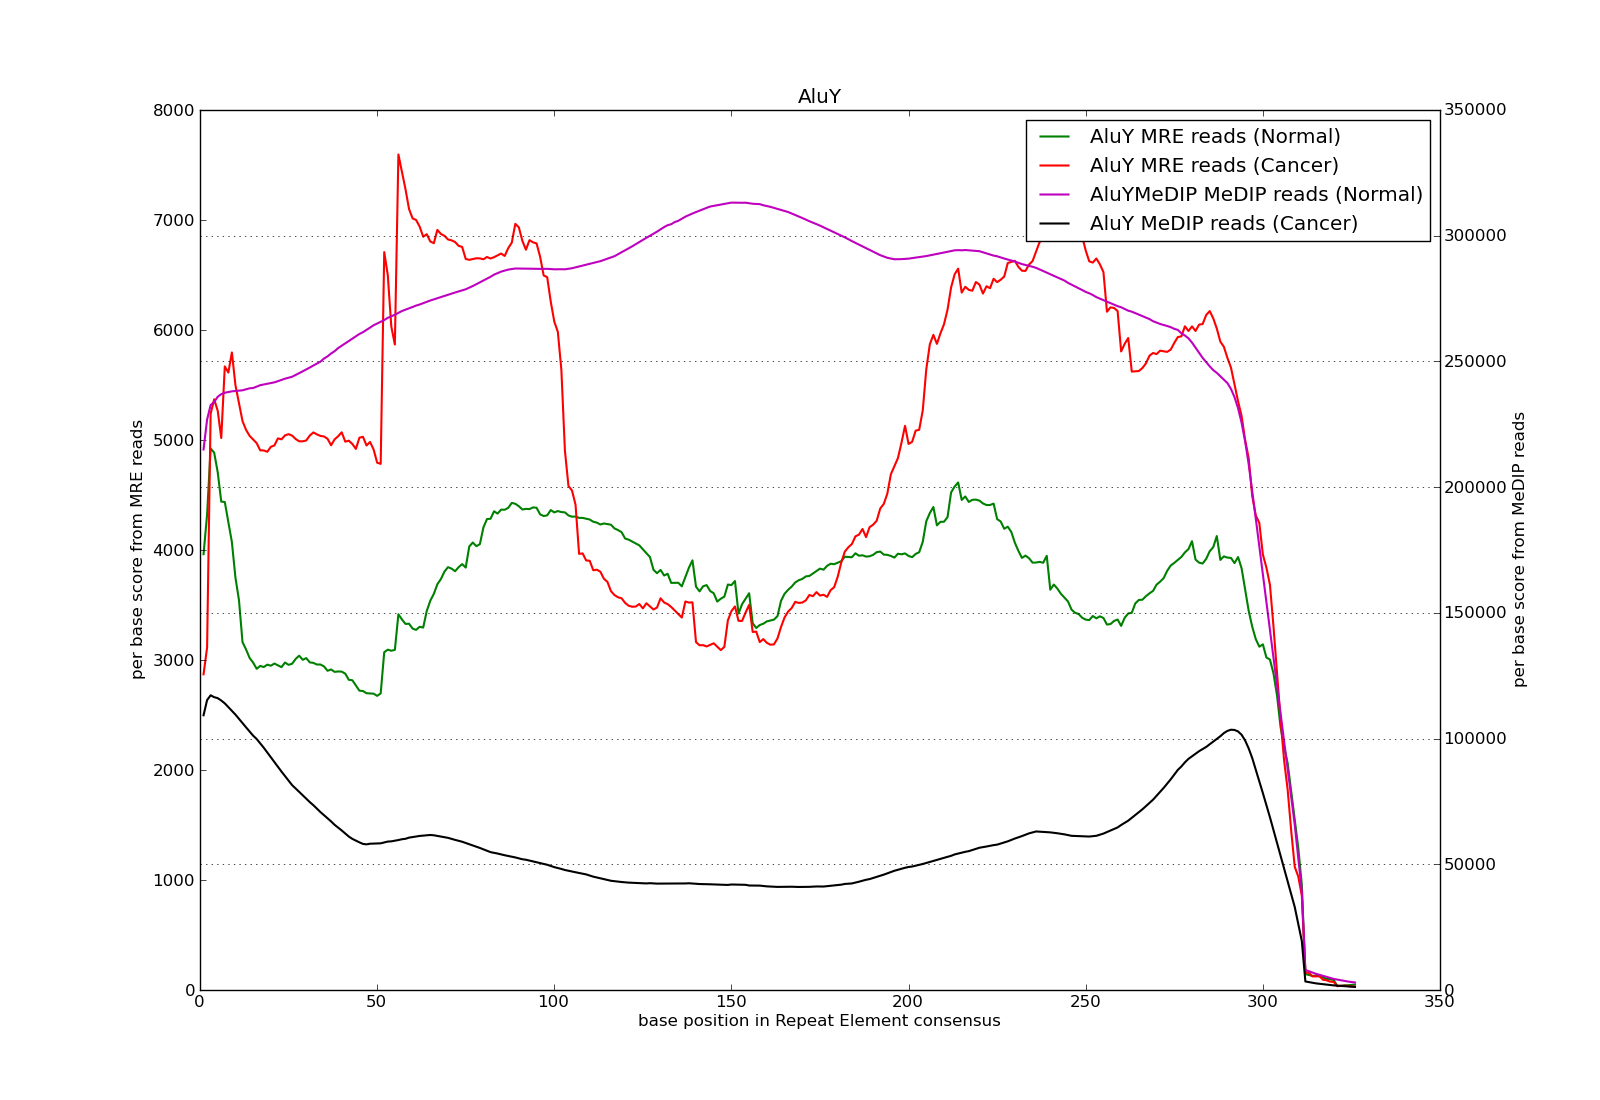 AluY
8000
7000
6000
5000
4000
3000
2000
1000
0
per base score from MRE reads
350000
300000
250000
200000
150000
100000
50000
0
per base score from MeDIP reads
AluY MRE reads (Normal)
AluY MRE reads (Cancer)
AluYMeDIP MeDIP reads (Normal)
AluY MeDIP reads (Cancer)
0 50 100 150 200 250 300 350
base position in Repeat Element consensus